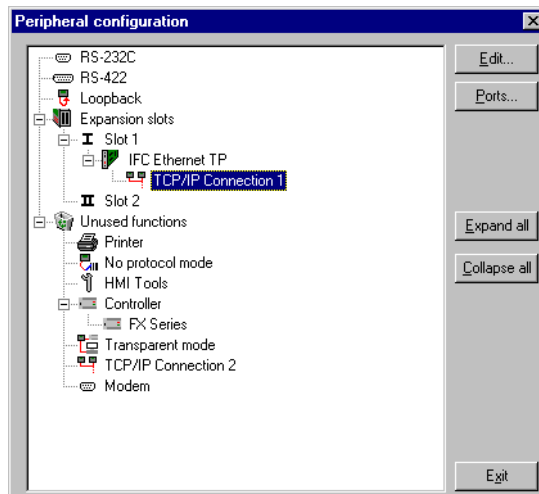 Peripheral configuration
RS-232C
Edit...
RS-422
Loopback
Ports...
Expansion slots
Slot 1
IFC Ethernet TP
TCP/IP Connection 1
Slot 2
Unused functions
Expand all
Printer
No protocol mode
Collapse all
HMI Tools
Controller
FX Series
Transparent mode
TCP/IP Connection 2
Modem
Exit